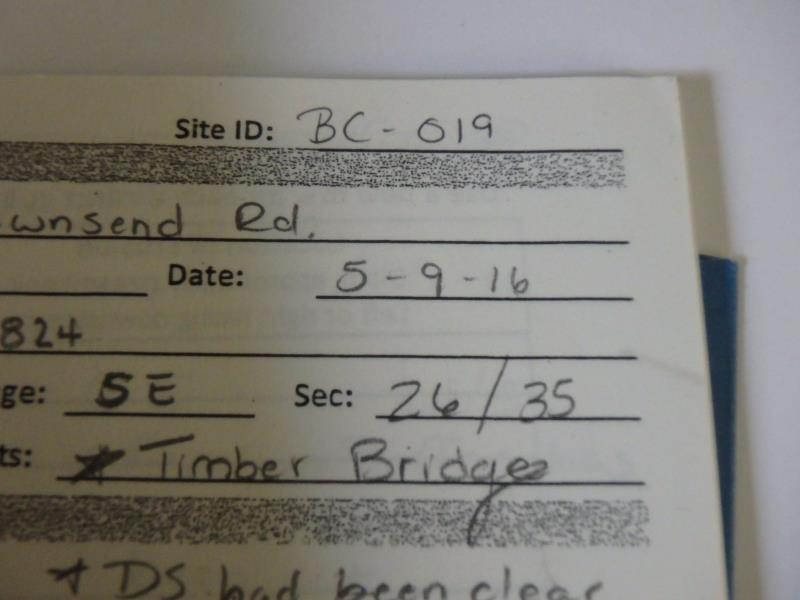 Site ID: BC-019
wnsend Rd.
Date: 5-9-16
824
ge: 5E Sec: 26/35
ts: * Timber Bridge
* DS had been clear